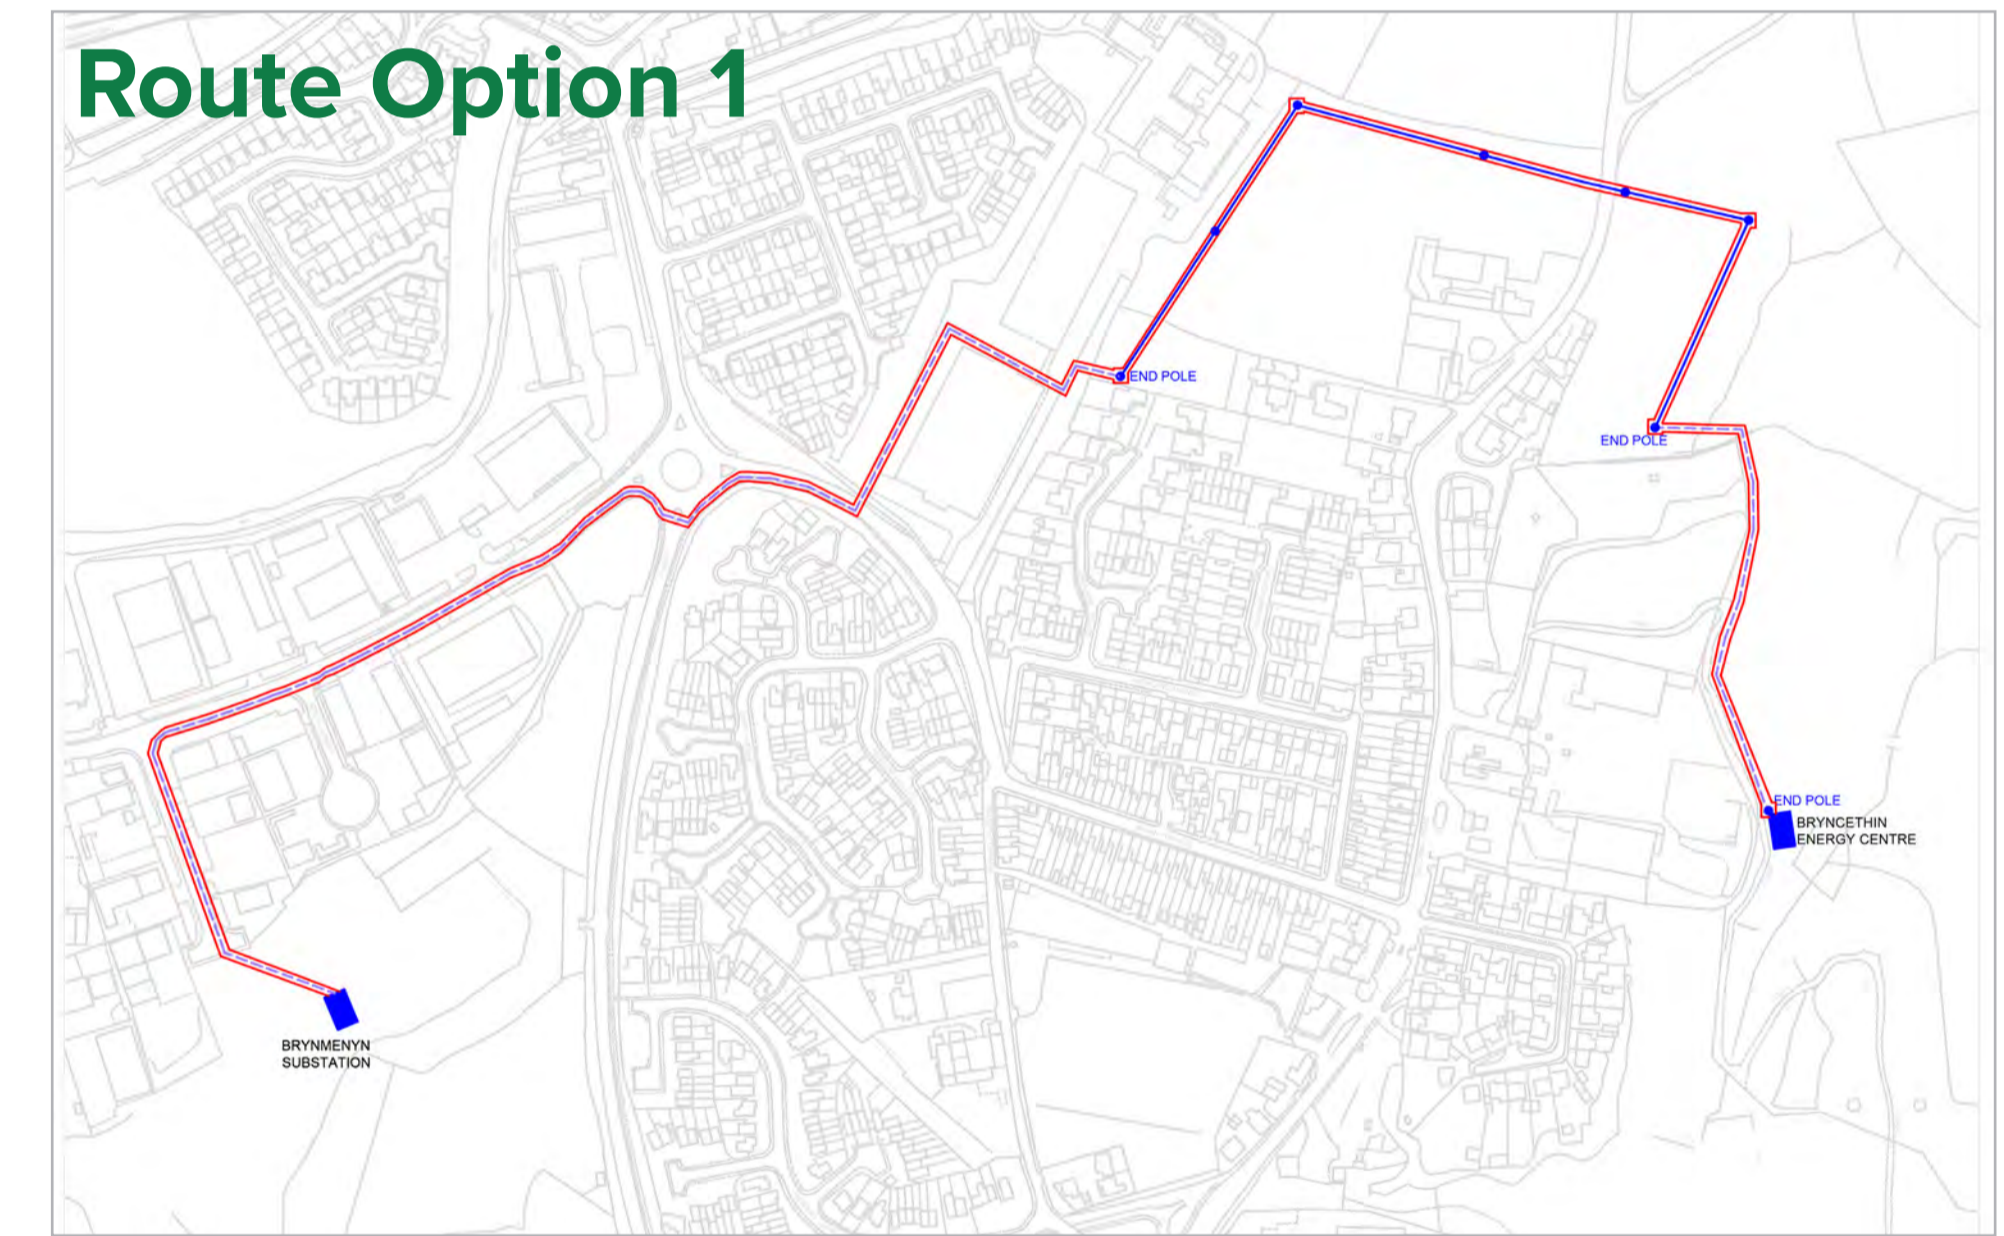 Route Option 1
END POLE
END POLE
END POLE
BRYNCETHIN
ENERGY CENTRE
BRYNMENYN
SUBSTATION